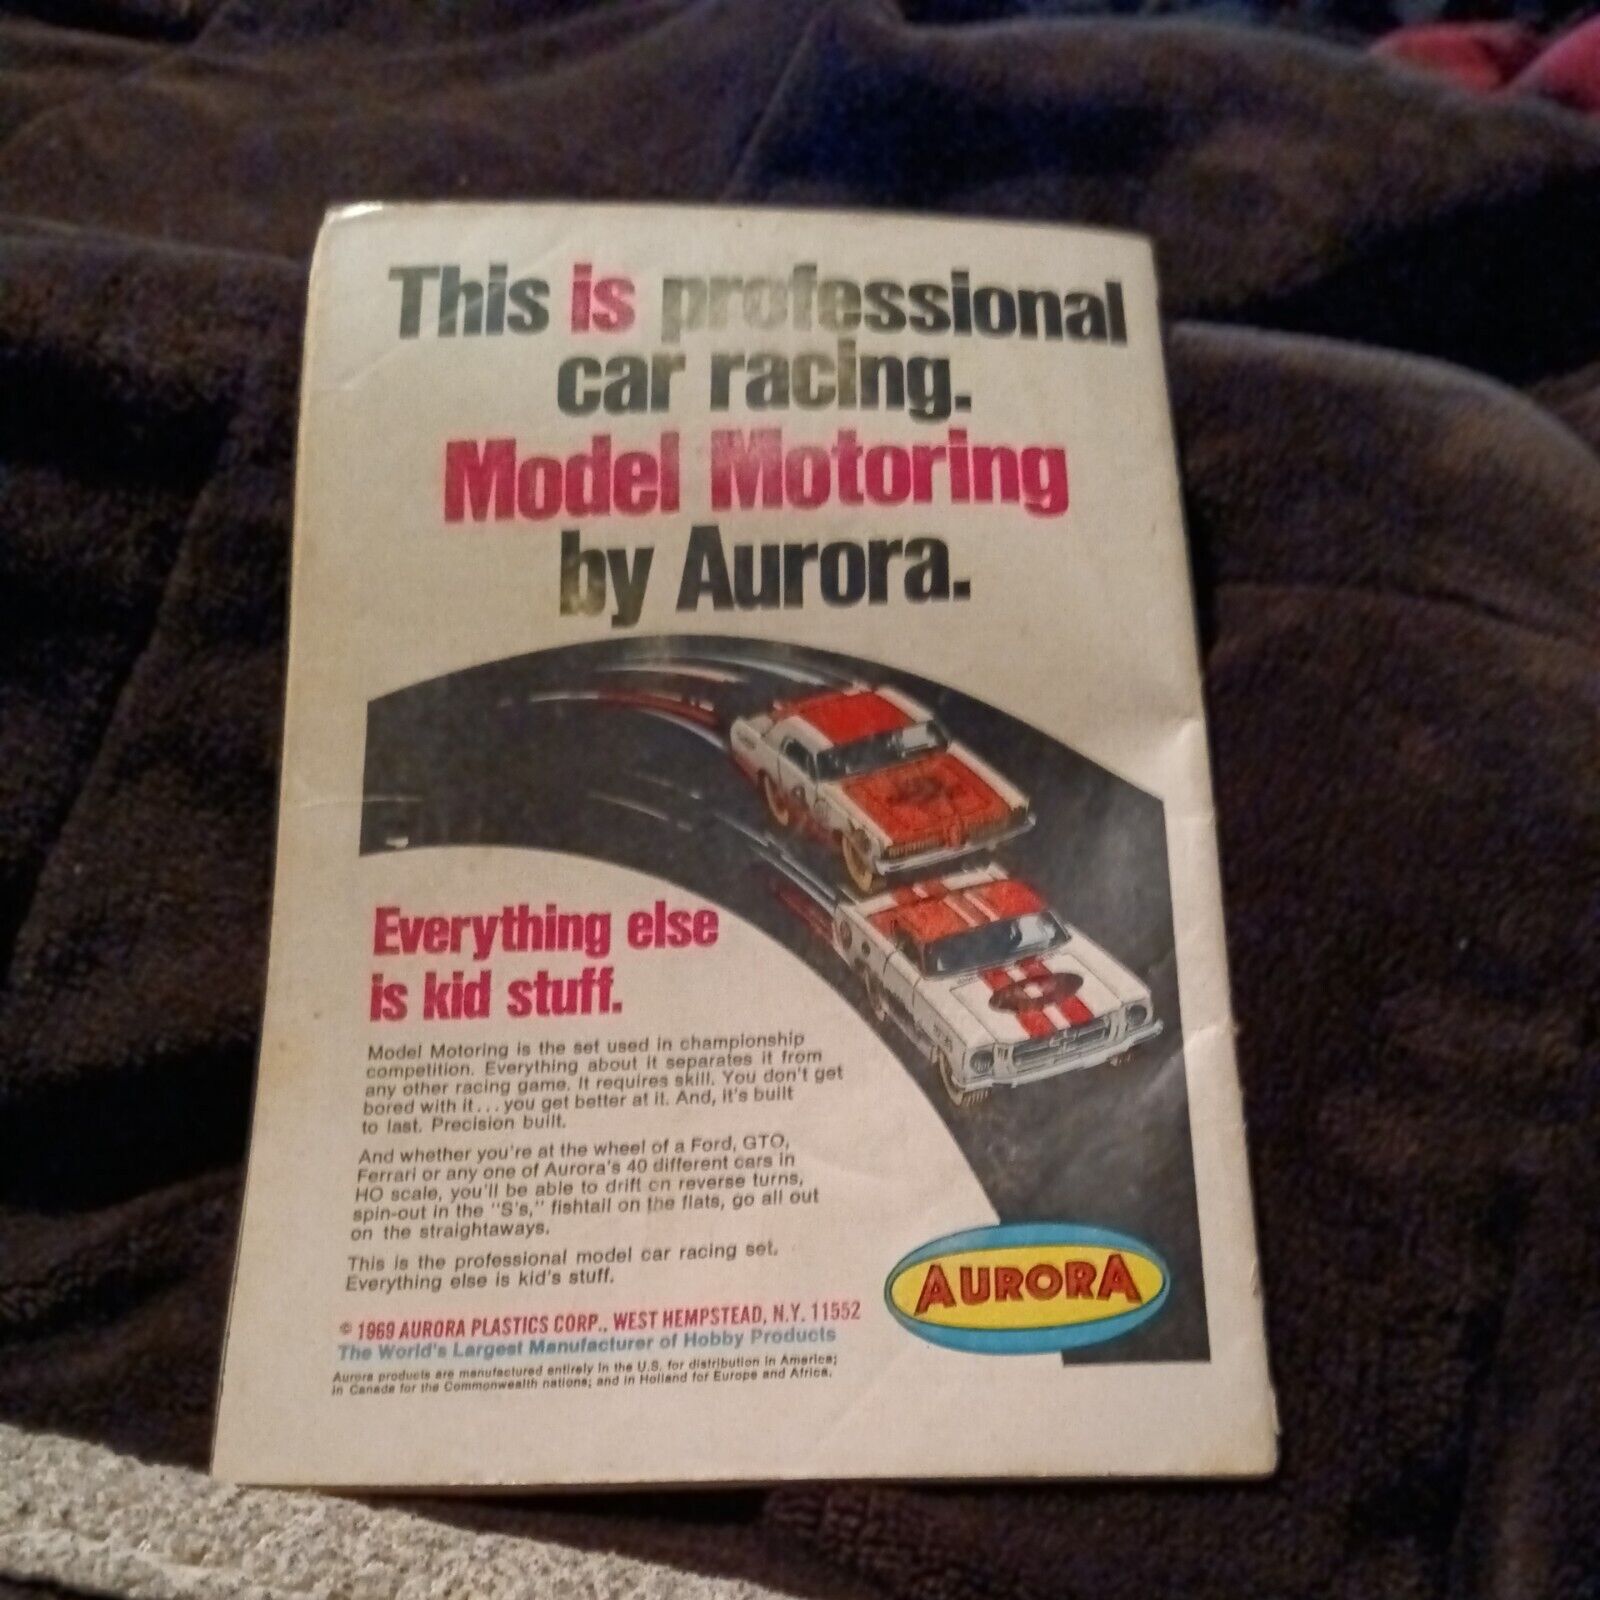 This is professional
car racing.
Model Motoring
by Aurora.
Everything else
is kid stuff.
Model Motoring is the set used in championship
competition. Everything about it separates it from
any other racing game. It requires skill. You don't get
bored with it... you get better at it. And, it's built
to last. Precision built.
And whether you're at the wheel of a Ford, GTO,
Ferrari or any one of Aurora's 40 different cars in
HO scale, you'll be able to drift on reverse turns,
spin-out in the "S's," fishtail on the flats, go all out
on the straightaways.
This is the professional model car racing set.
Everything else is kid's stuff.
AURORA
© 1969 AURORA PLASTICS CORP., WEST HEMPSTEAD, N.Y. 11552
The World's Largest Manufacturer of Hobby Products
Aurora products are manufactured entirely in the U.S. for distribution in America;
in Canada for the Commonwealth nations; and in Holland for Europe and Africa.